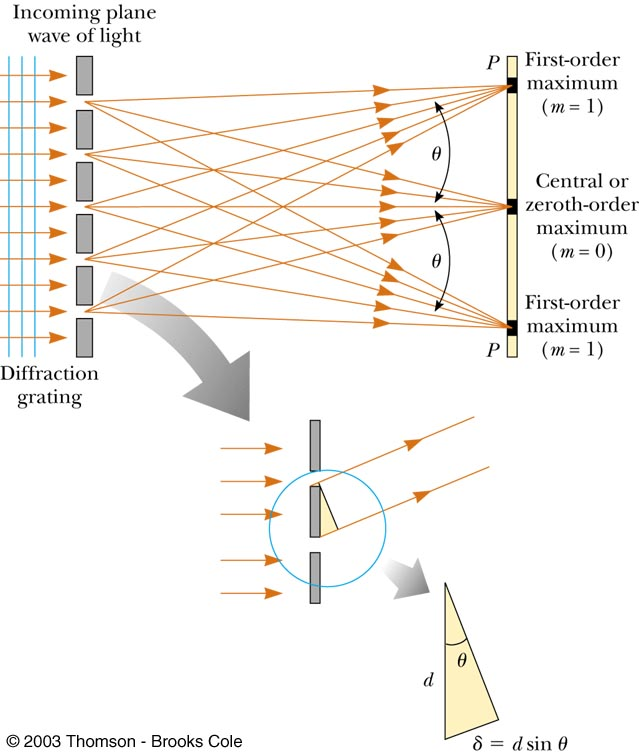 Incoming plane
wave of light
P
First-order
maximum
(m = 1)
θ
Central or
zeroth-order
maximum
(m = 0)
θ
First-order
maximum
(m = 1)
P
Diffraction
grating
θ
d
δ = d sin θ
© 2003 Thomson - Brooks Cole